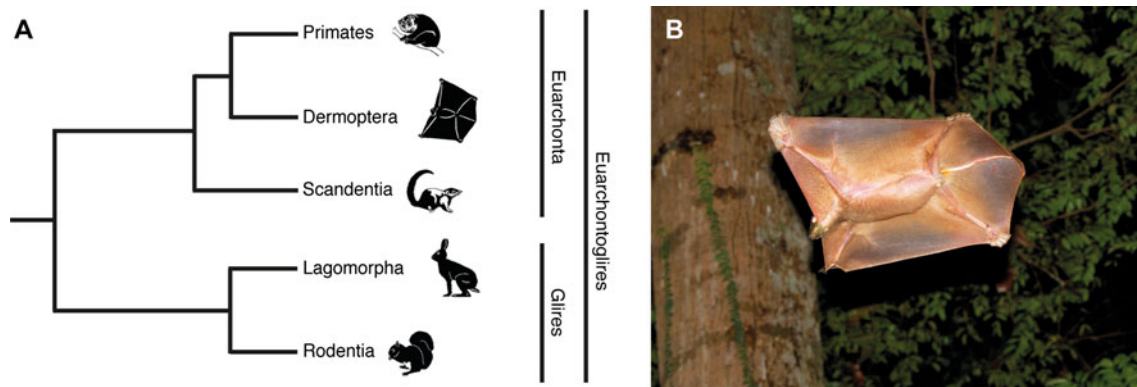 A
Primates
Dermoptera
Scandentia
Lagomorpha
Rodentia
Euarchonta
Glires
Euarchontoglires
B